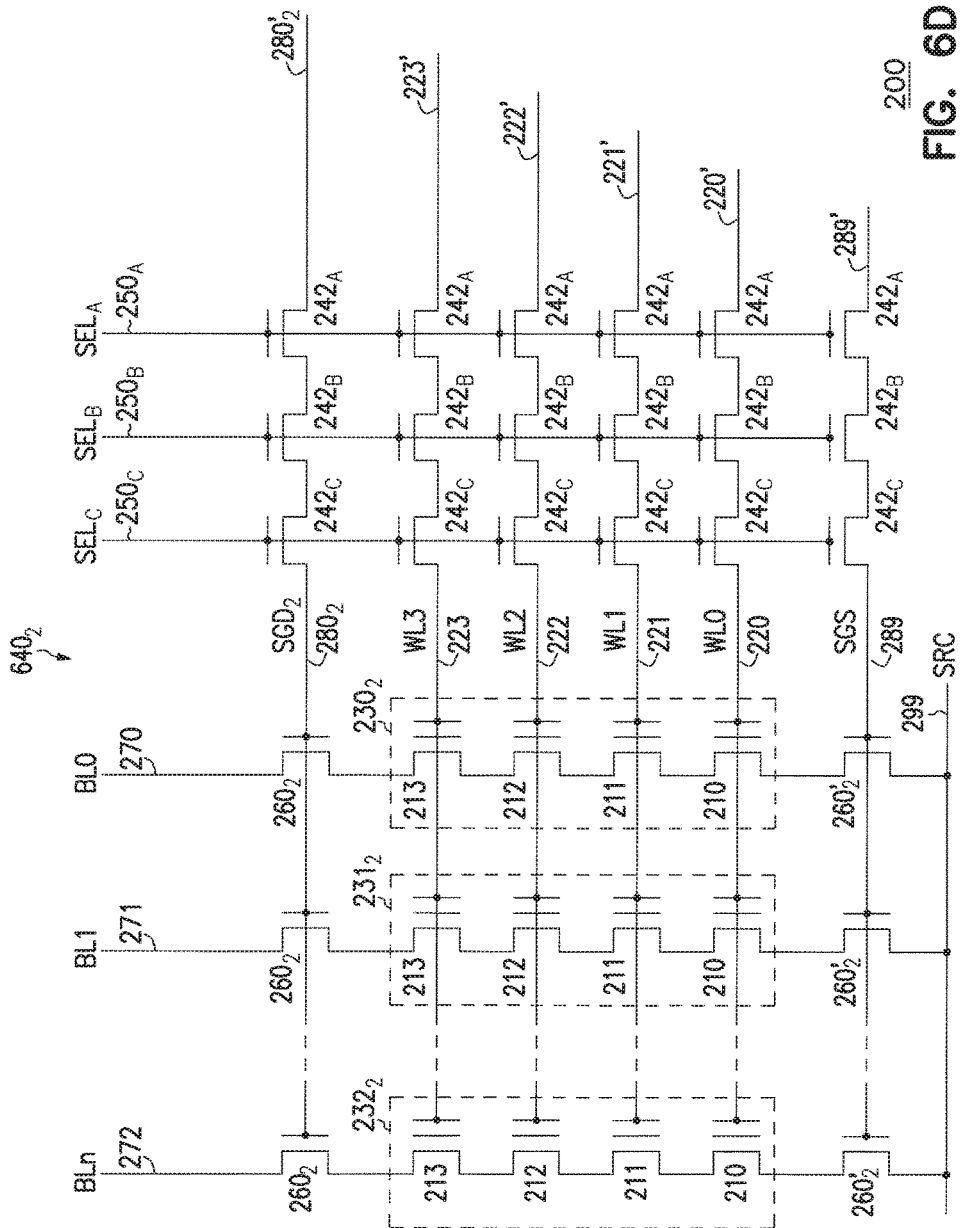 640₂
BLn BL1 BL0 SEL_C SEL_B SEL_A
272 271 270 250_C 250_B 250_A
SGD₂
280₂ 280'₂
260₂ 260₂ 260₂ 242_C 242_B 242_A
232₂ 231₂ 230₂
WL3
223 223'
213 213 213 242_C 242_B 242_A
WL2
222 222'
212 212 212 242_C 242_B 242_A
WL1
221 221'
211 211 211 242_C 242_B 242_A
WL0
220 220'
210 210 210 242_C 242_B 242_A
SGS
289 289'
260'₂ 260'₂ 260'₂ 242_C 242_B 242_A
299
SRC
200
FIG. 6D